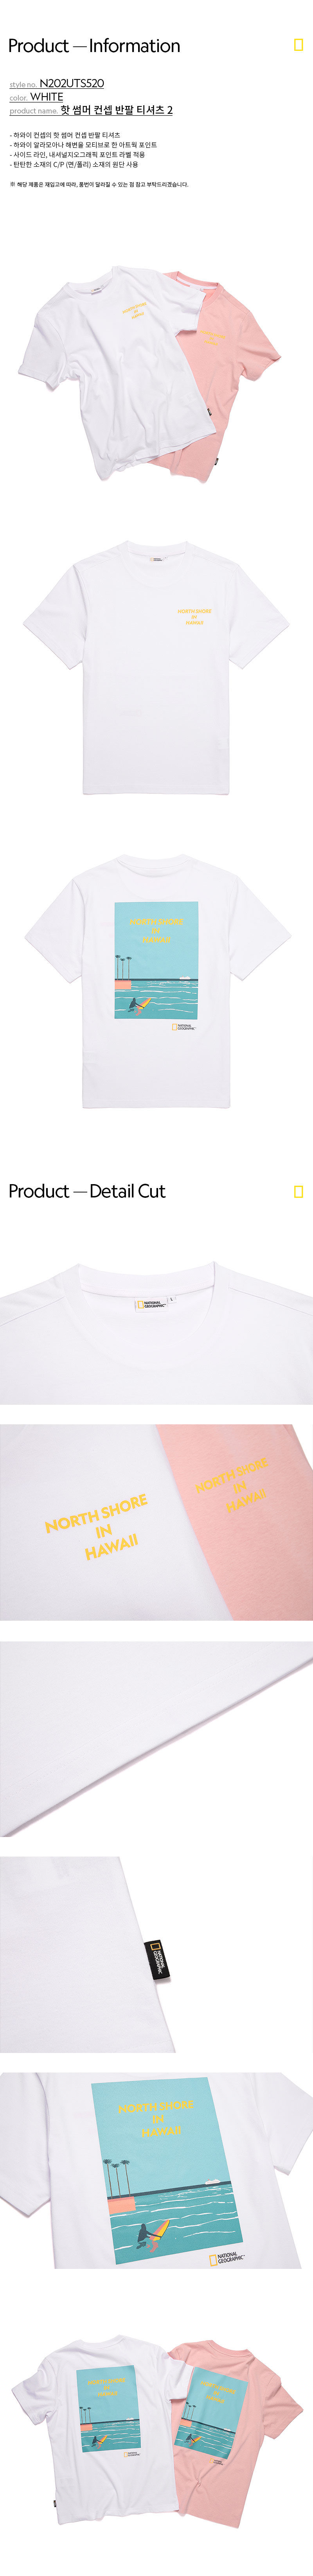 Product — Information
style no. N202UTS520
color. WHITE
product name. 핫 썸머 컨셉 반팔 티셔츠 2
- 하와이 컨셉의 핫 썸머 컨셉 반팔 티셔츠
- 하와이 알라모아나 해변을 모티브로 한 아트웍 포인트
- 사이드 라인, 내셔널지오그래픽 포인트 라벨 적용
- 탄탄한 소재의 C/P (면/폴리) 소재의 원단 사용
※ 해당 제품은 재입고에 따라, 품번이 달라질 수 있는 점 참고 부탁드리겠습니다.
NORTH SHORE
IN
HAWAII
NORTH SHORE
IN
HAWAII
NORTH SHORE
IN
HAWAII
NATIONAL
GEOGRAPHIC
Product — Detail Cut
NATIONAL
GEOGRAPHIC
L
NORTH SHORE
IN
HAWAII
NORTH SHORE
IN
HAWAII
NATIONAL
GEOGRAPHIC
NORTH SHORE
IN
HAWAII
NATIONAL
GEOGRAPHIC